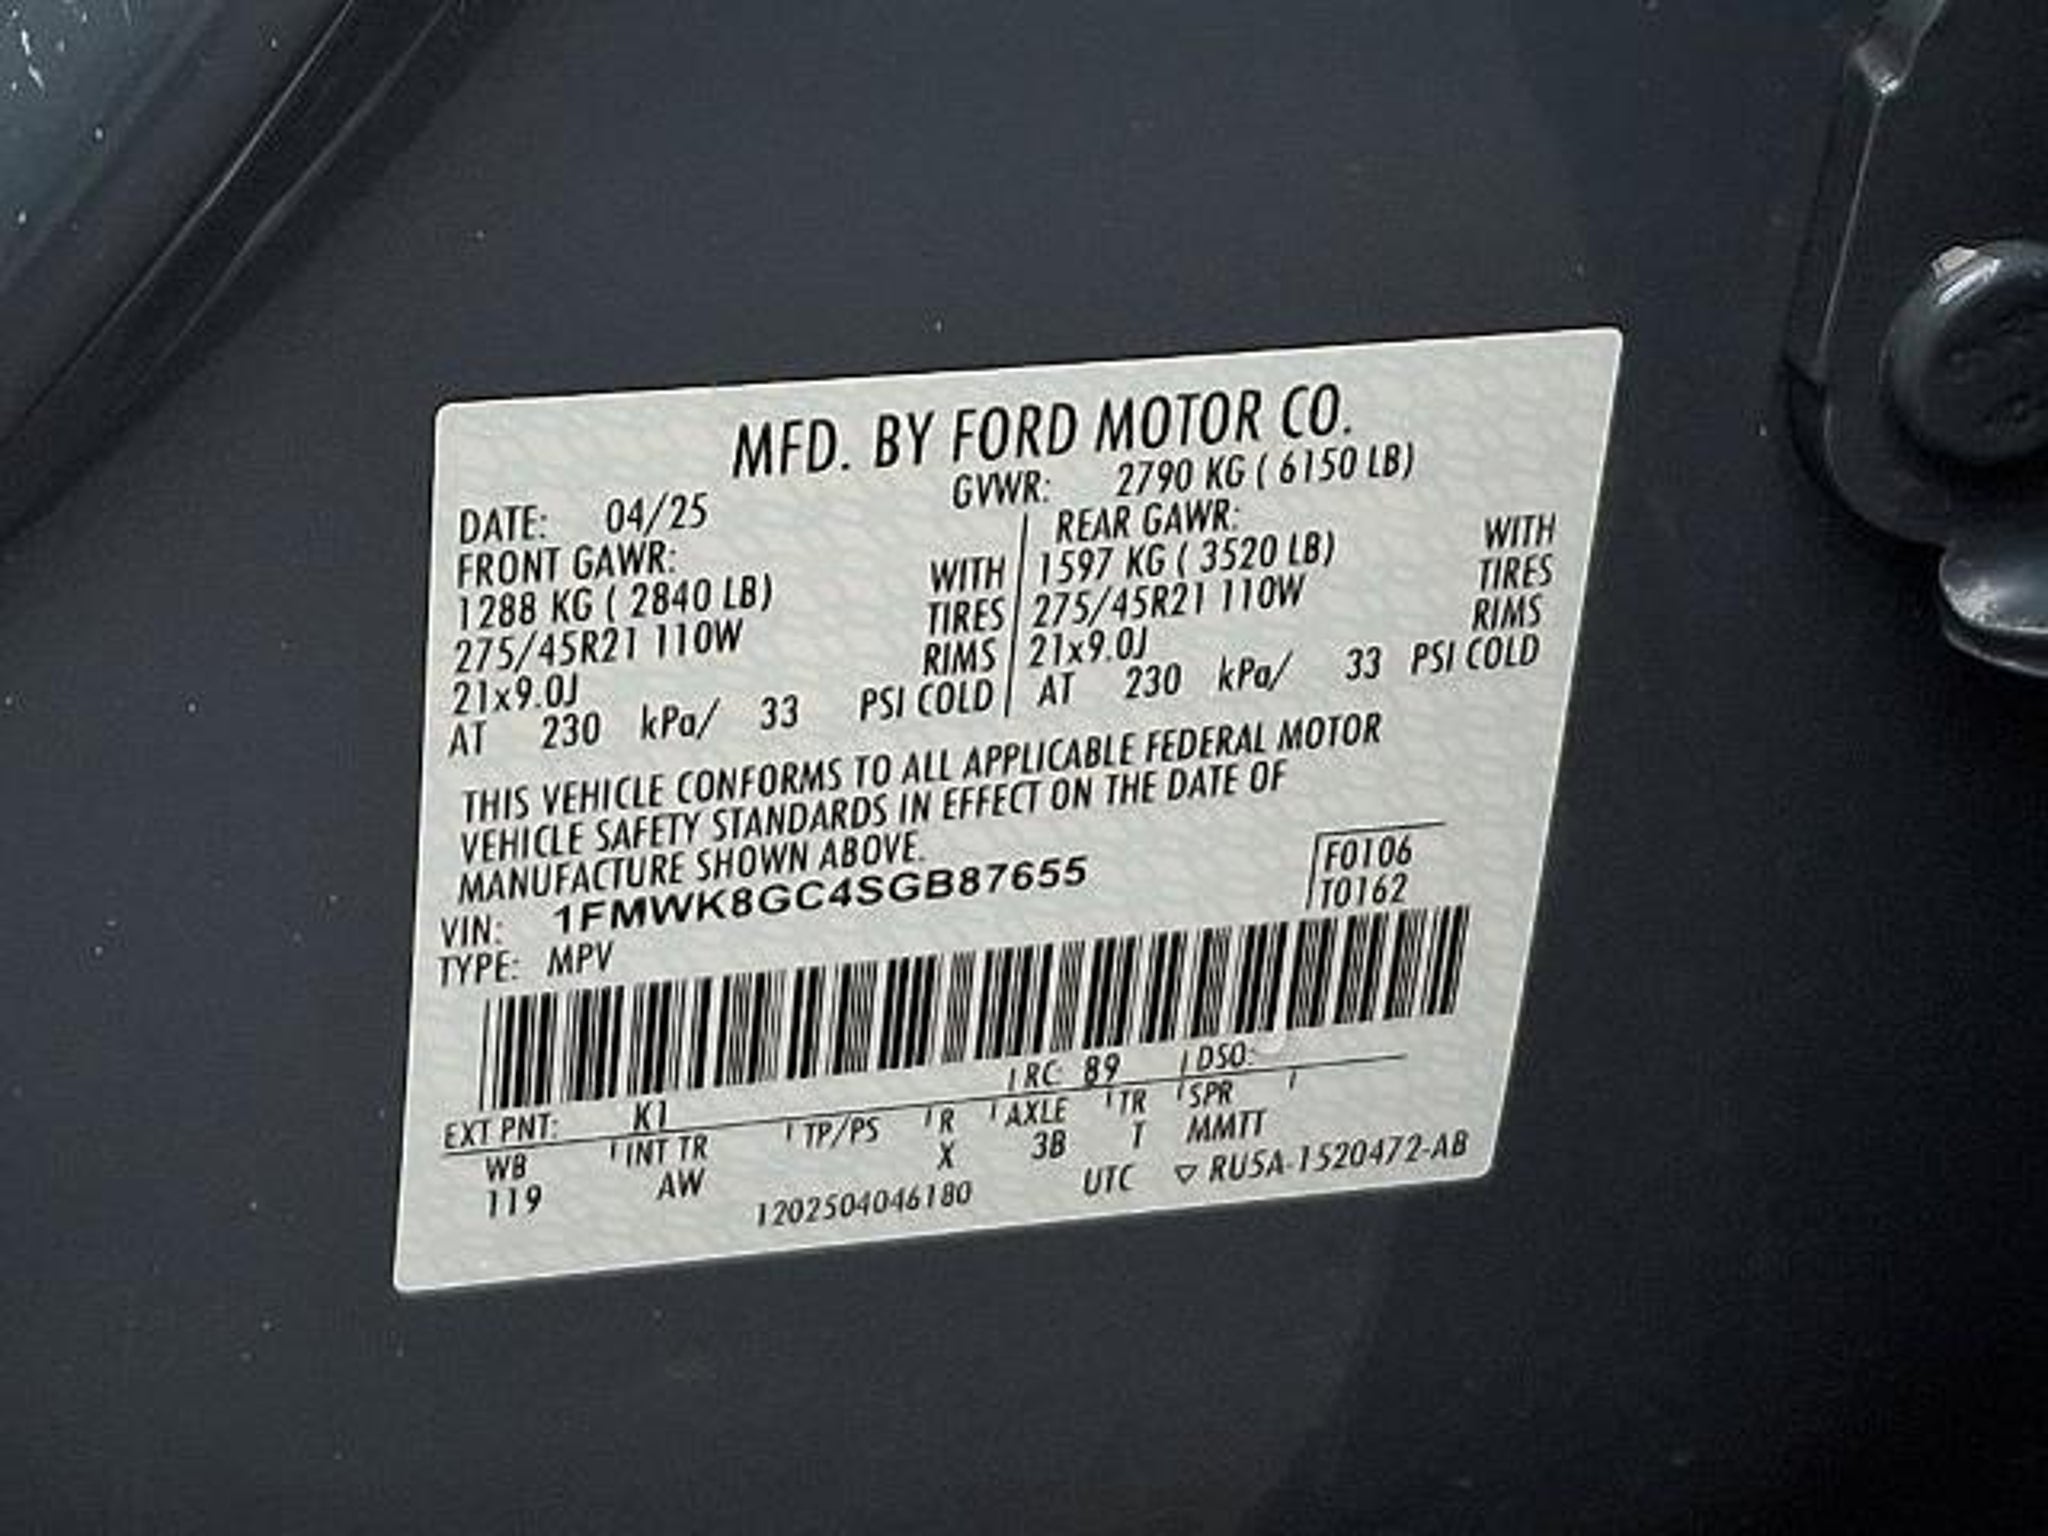 MFD. BY FORD MOTOR CO.
DATE: 04/25 GVWR: 2790 KG ( 6150 LB)
FRONT GAWR: WITH
1288 KG ( 2840 LB) TIRES
275/45R21 110W RIMS
21x9.0J
AT 230 kPa/ 33 PSI COLD
REAR GAWR: WITH
1597 KG ( 3520 LB) TIRES
275/45R21 110W RIMS
21x9.0J
AT 230 kPa/ 33 PSI COLD
THIS VEHICLE CONFORMS TO ALL APPLICABLE FEDERAL MOTOR
VEHICLE SAFETY STANDARDS IN EFFECT ON THE DATE OF
MANUFACTURE SHOWN ABOVE.
VIN: 1FMWK8GC4SGB87655
TYPE: MPV
F0106
T0162
EXT PNT: K1 RC: 89 DSO:
WB INT TR TP/PS R AXLE TR SPR
119 AW X 3B T MMTT
1202504046180 UTC ▽ RU5A-1520472-AB